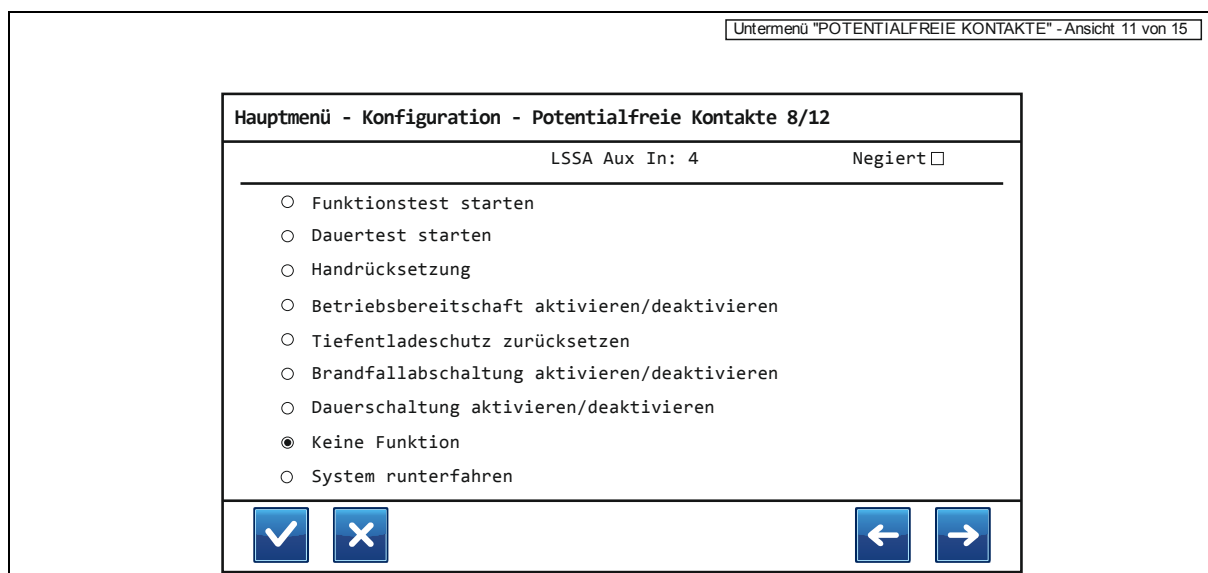 Untermenü "POTENTIALFREIE KONTAKTE" - Ansicht 11 von 15
Hauptmenü - Konfiguration - Potentialfreie Kontakte 8/12
LSSA Aux In: 4 Negiert
Funktionstest starten
Dauertest starten
Handrücksetzung
Betriebsbereitschaft aktivieren/deaktivieren
Tiefentladeschutz zurücksetzen
Brandfallabschaltung aktivieren/deaktivieren
Dauerschaltung aktivieren/deaktivieren
Keine Funktion
System runterfahren